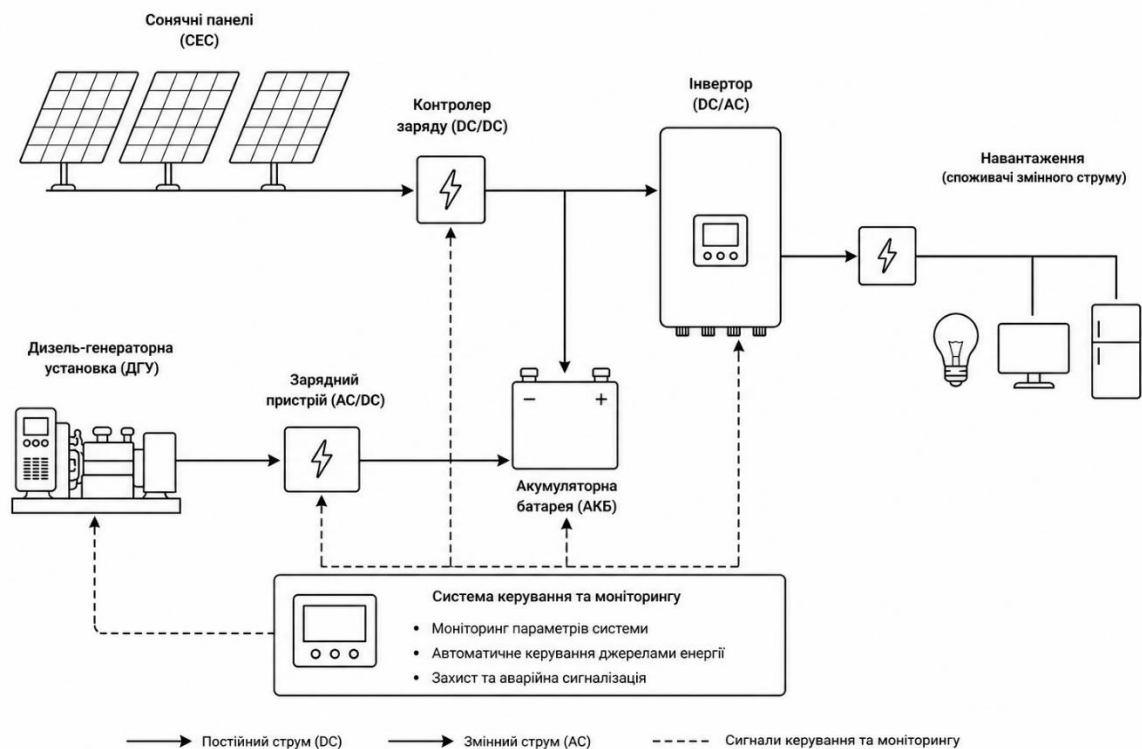 Сонячні панелі
(СЕС)
Контролер
заряду (DC/DC)
Інвертор
(DC/AC)
Навантаження
(споживачі змінного струму)
Дизель-генераторна
установка (ДГУ)
Зарядний
пристрій (AC/DC)
− +
Акумуляторна
батарея (АКБ)
Система керування та моніторингу
• Моніторинг параметрів системи
• Автоматичне керування джерелами енергії
• Захист та аварійна сигналізація
Постійний струм (DC)
Змінний струм (AC)
Сигнали керування та моніторингу